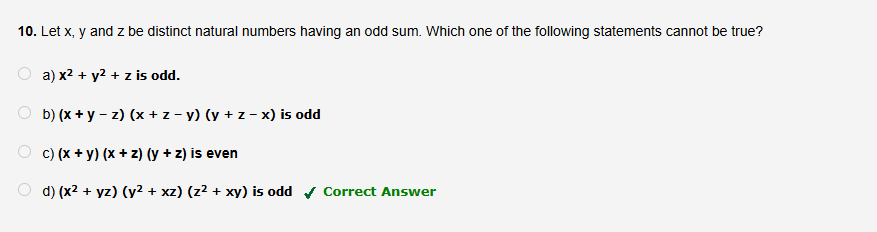 10. Let x, y and z be distinct natural numbers having an odd sum. Which one of the following statements cannot be true?
a) x² + y² + z is odd.
b) (x + y − z) (x + z − y) (y + z − x) is odd
c) (x + y) (x + z) (y + z) is even
d) (x² + yz) (y² + xz) (z² + xy) is odd ✓ Correct Answer